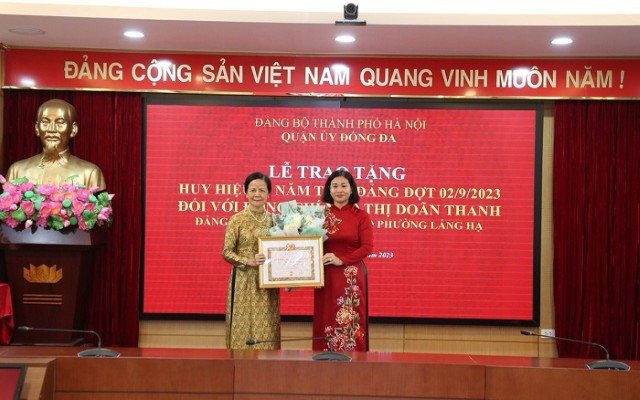 ĐẢNG CỘNG SẢN VIỆT NAM QUANG VINH MUÔN NĂM !
ĐẢNG BỘ THÀNH PHỐ HÀ NỘI
QUẬN ỦY ĐỐNG ĐA
LỄ TRAO TẶNG
HUY HIỆU NĂM ĐẢNG ĐỢT 02/9/2023
ĐỐI VỚI THỊ DOÃN THANH
ĐẢNG PHƯỜNG LÁNG HẠ
2023